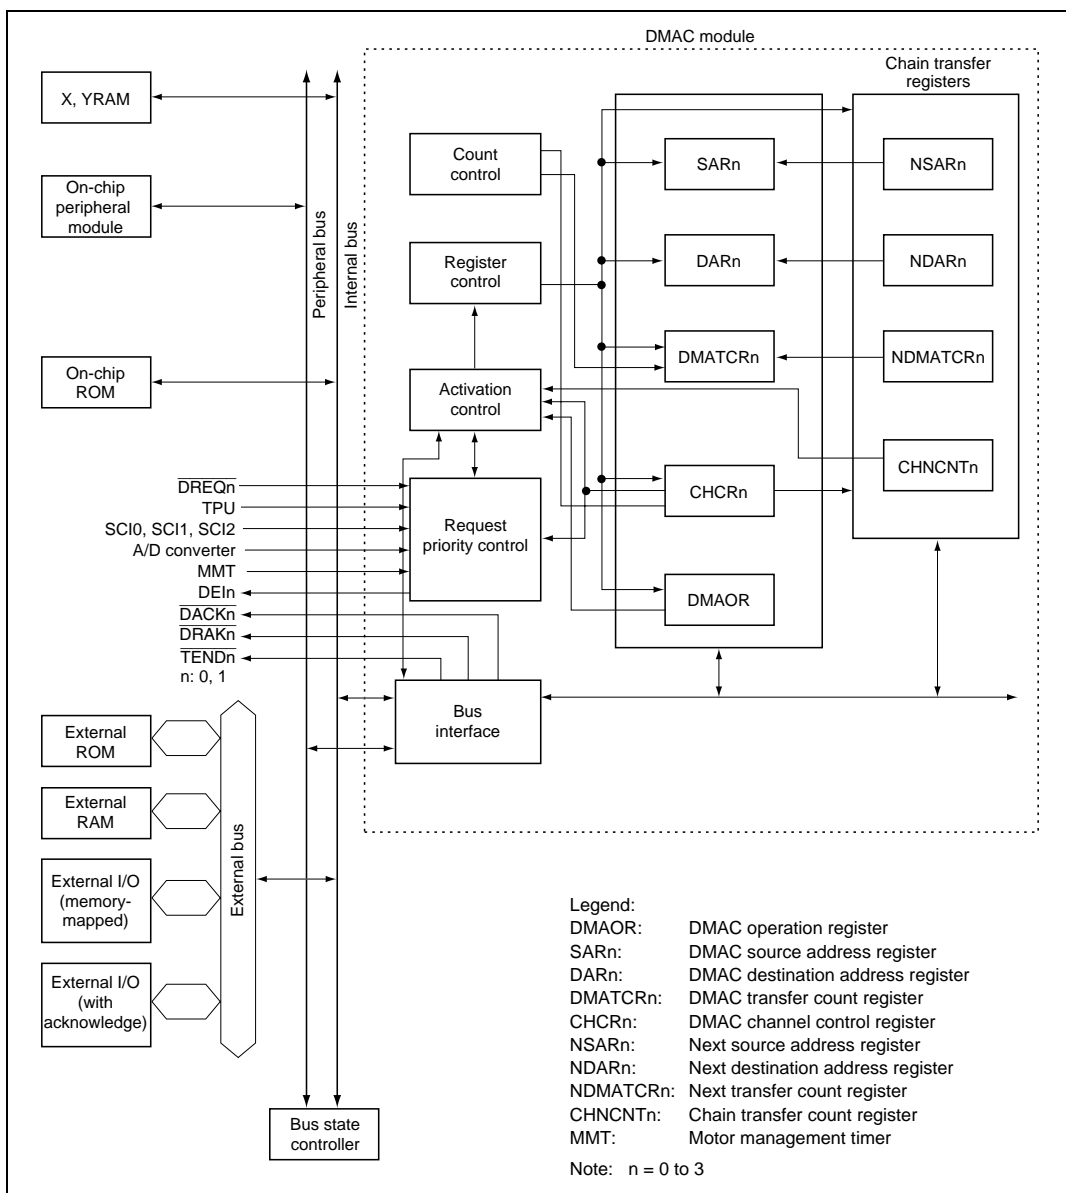 DMAC module
Chain transfer
registers
X, YRAM
Count
control
SARn
NSARn
On-chip
peripheral
module
Peripheral bus
Internal bus
Register
control
DARn
NDARn
DMATCRn
NDMATCRn
On-chip
ROM
Activation
control
CHCRn
CHNCNTn
DREQn
TPU
SCI0, SCI1, SCI2
A/D converter
MMT
DEIn
DACKn
DRAKn
TENDn
n: 0, 1
Request
priority control
DMAOR
Bus
interface
External
ROM
External
RAM
External I/O
(memory-
mapped)
External I/O
(with
acknowledge)
External bus
Bus state
controller
Legend:
DMAOR: DMAC operation register
SARn: DMAC source address register
DARn: DMAC destination address register
DMATCRn: DMAC transfer count register
CHCRn: DMAC channel control register
NSARn: Next source address register
NDARn: Next destination address register
NDMATCRn: Next transfer count register
CHNCNTn: Chain transfer count register
MMT: Motor management timer
Note: n = 0 to 3